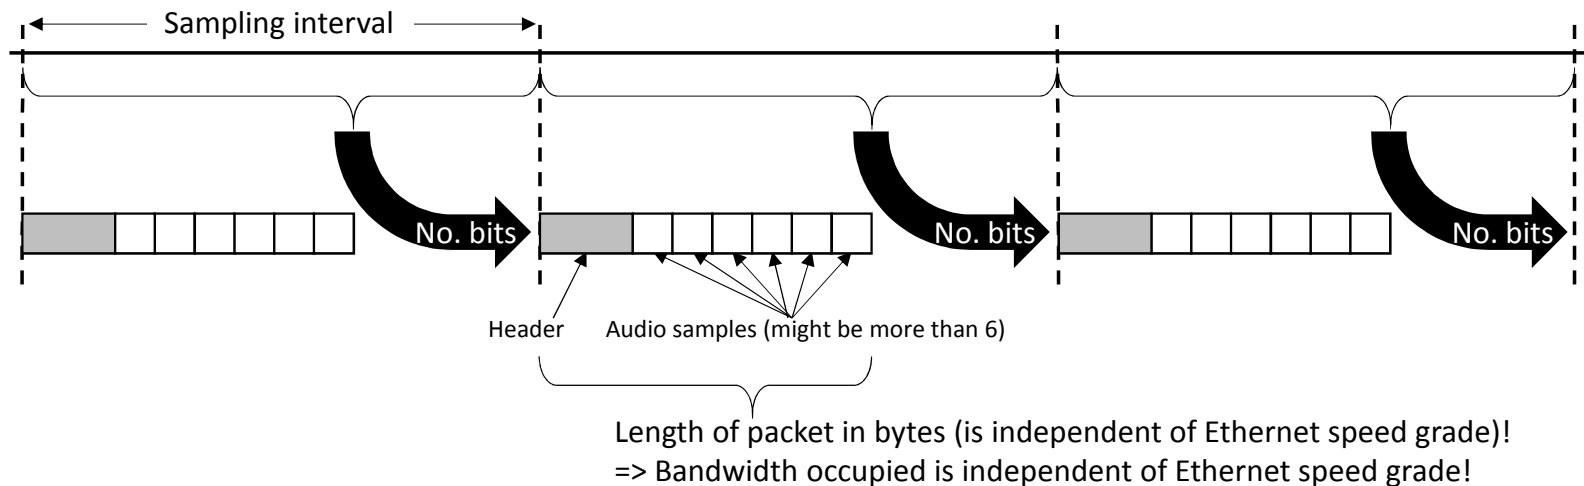 Sampling interval
No. bits
No. bits
No. bits
Header
Audio samples (might be more than 6)
Length of packet in bytes (is independent of Ethernet speed grade)!
=> Bandwidth occupied is independent of Ethernet speed grade!